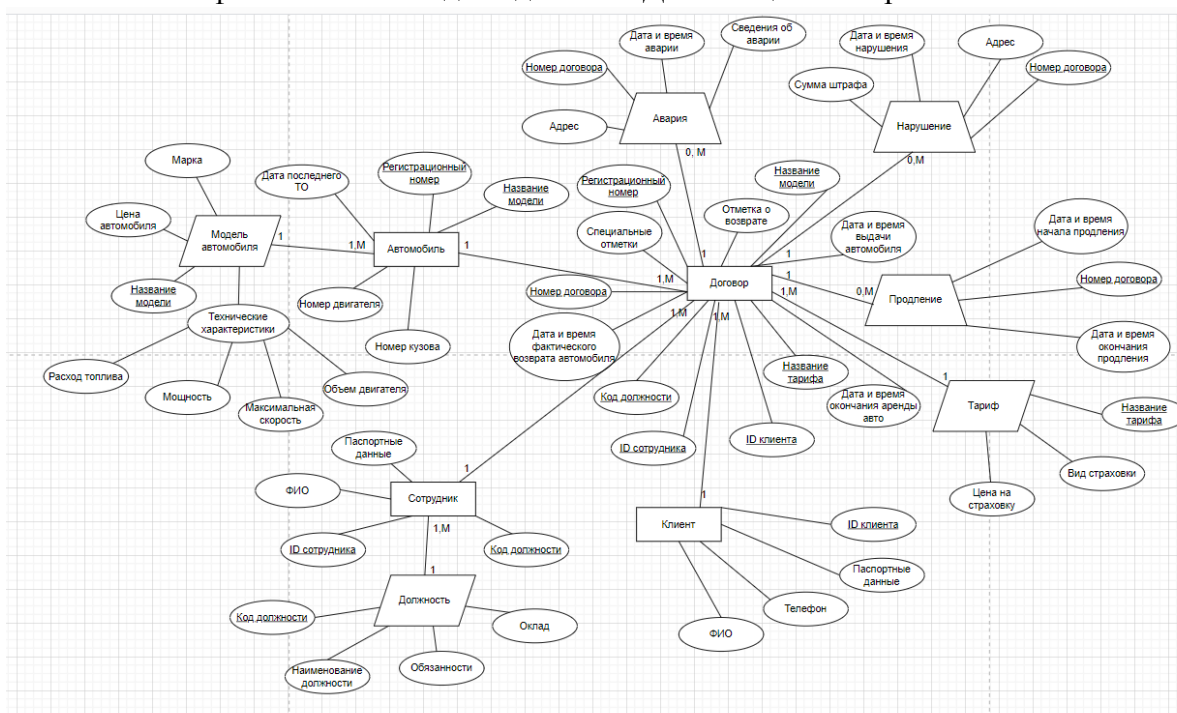 Дата и время
аварии
Сведения об
аварии
Номер договора
Адрес
Авария
0, M
Дата и время
нарушения
Адрес
Номер договора
Сумма штрафа
Нарушение
0,M
Марка
Цена
автомобиля
Название
модели
Модель
автомобиля
1
Технические
характеристики
Расход топлива
Мощность
Максимальная
скорость
Объем двигателя
Дата последнего
ТО
Регистрационный
номер
Название
модели
1,M
Автомобиль
1
Номер двигателя
Номер кузова
Регистрационный
номер
Специальные
отметки
Отметка о
возврате
Название
модели
Дата и время
выдачи
автомобиля
1
1
1
1,M
Договор
1,M
1,M
1,M
Номер договора
Дата и время
фактического
возврата автомобиля
Код должности
ID сотрудника
ID клиента
Название
тарифа
Дата и время
окончания аренды
авто
Дата и время
начала продления
Номер договора
Дата и время
окончания
продления
0,M
Продление
1
Тариф
Название
тарифа
Вид страховки
Цена на
страховку
Паспортные
данные
ФИО
ID сотрудника
Код должности
1
Сотрудник
1,M
1
Должность
Код должности
Наименование
должности
Обязанности
Оклад
1
Клиент
ID клиента
Паспортные
данные
Телефон
ФИО